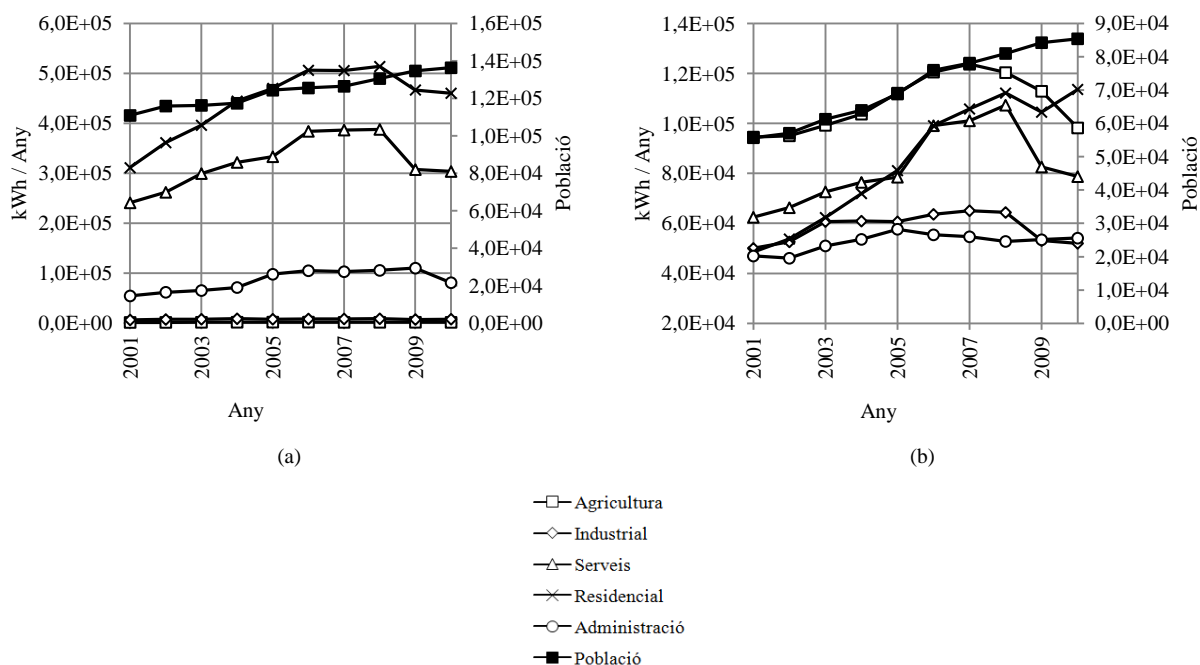 6,0E+05
5,0E+05
4,0E+05
3,0E+05
2,0E+05
1,0E+05
0,0E+00
kWh / Any
1,6E+05
1,4E+05
1,2E+05
1,0E+05
8,0E+04
6,0E+04
4,0E+04
2,0E+04
0,0E+00
Població
2001
2003
2005
2007
2009
Any
(a)
1,4E+05
1,2E+05
1,0E+05
8,0E+04
6,0E+04
4,0E+04
2,0E+04
kWh / Any
9,0E+04
8,0E+04
7,0E+04
6,0E+04
5,0E+04
4,0E+04
3,0E+04
2,0E+04
1,0E+04
0,0E+00
Població
2001
2003
2005
2007
2009
Any
(b)
Agricultura
Industrial
Serveis
Residencial
Administració
Població